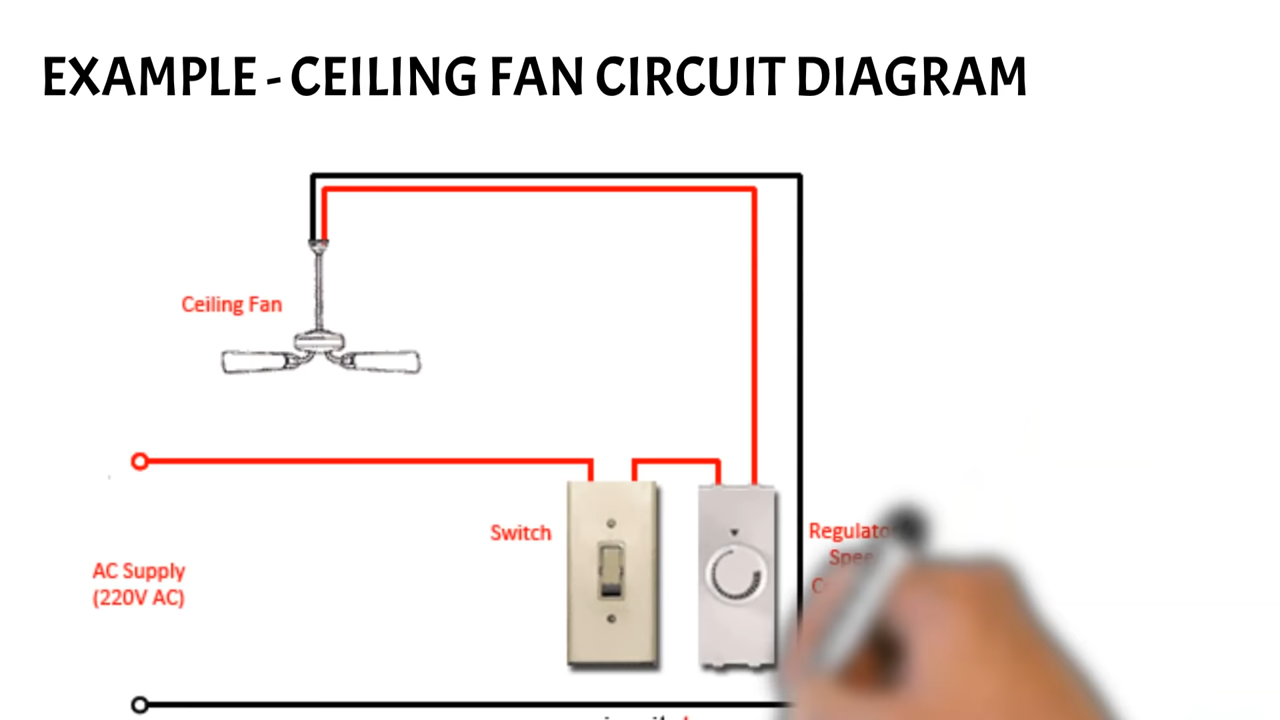 EXAMPLE - CEILING FAN CIRCUIT DIAGRAM
Ceiling Fan
Switch
AC Supply
(220V AC)